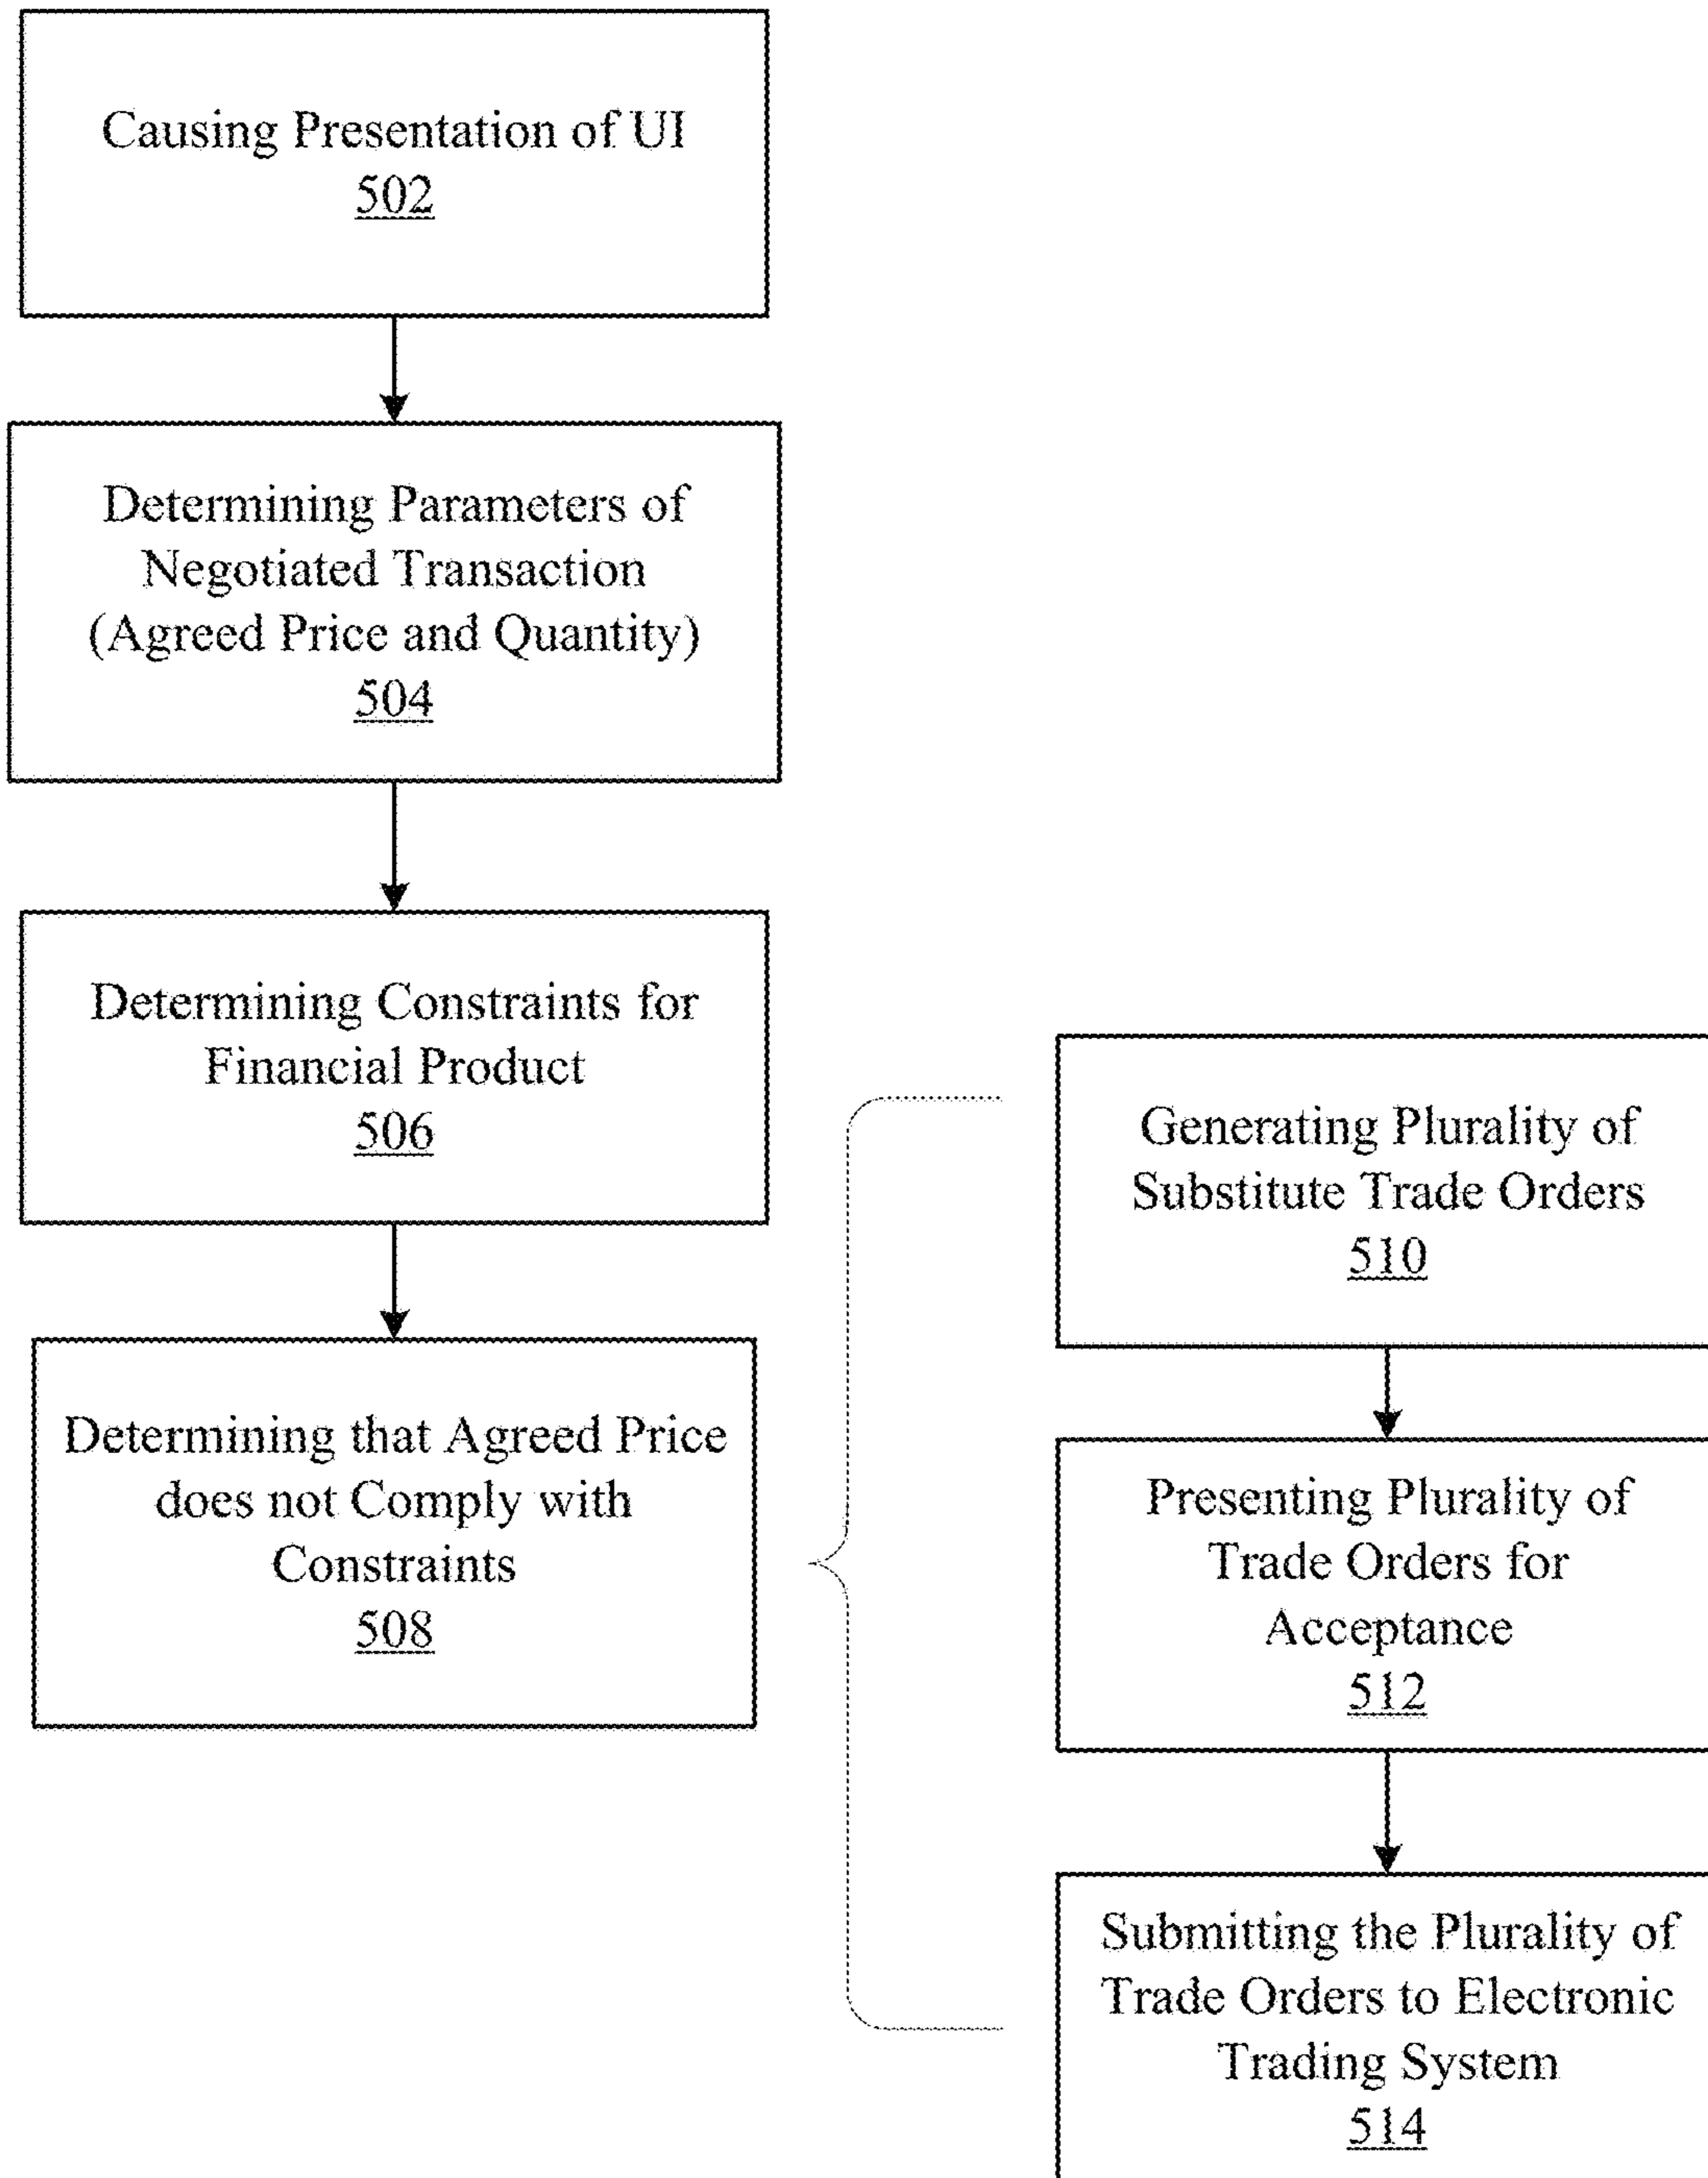 Causing Presentation of UI
502
Determining Parameters of
Negotiated Transaction
(Agreed Price and Quantity)
504
Determining Constraints for
Financial Product
506
Determining that Agreed Price
does not Comply with
Constraints
508
Generating Plurality of
Substitute Trade Orders
510
Presenting Plurality of
Trade Orders for
Acceptance
512
Submitting the Plurality of
Trade Orders to Electronic
Trading System
514